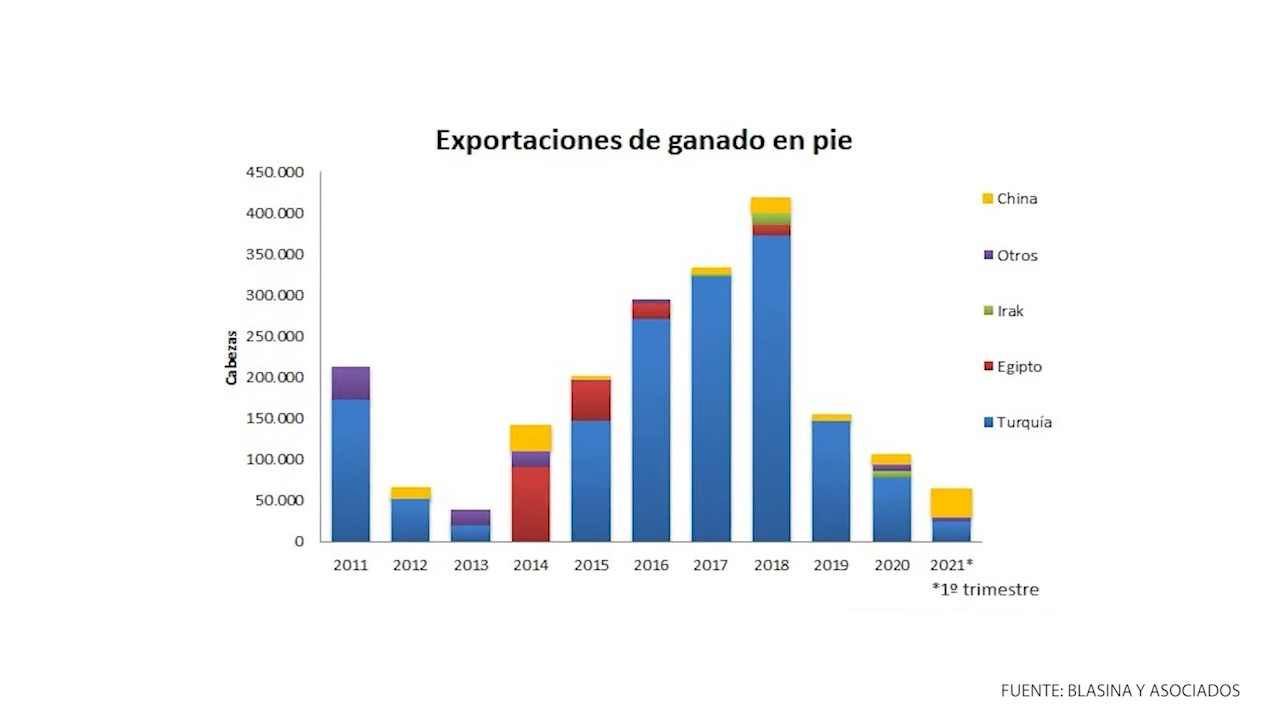 Exportaciones de ganado en pie
450.000
400.000
350.000
300.000
250.000
200.000
150.000
100.000
50.000
0
Cabezas
2011 2012 2013 2014 2015 2016 2017 2018 2019 2020 2021*
*1º trimestre
China
Otros
Irak
Egipto
Turquía
FUENTE: BLASINA Y ASOCIADOS